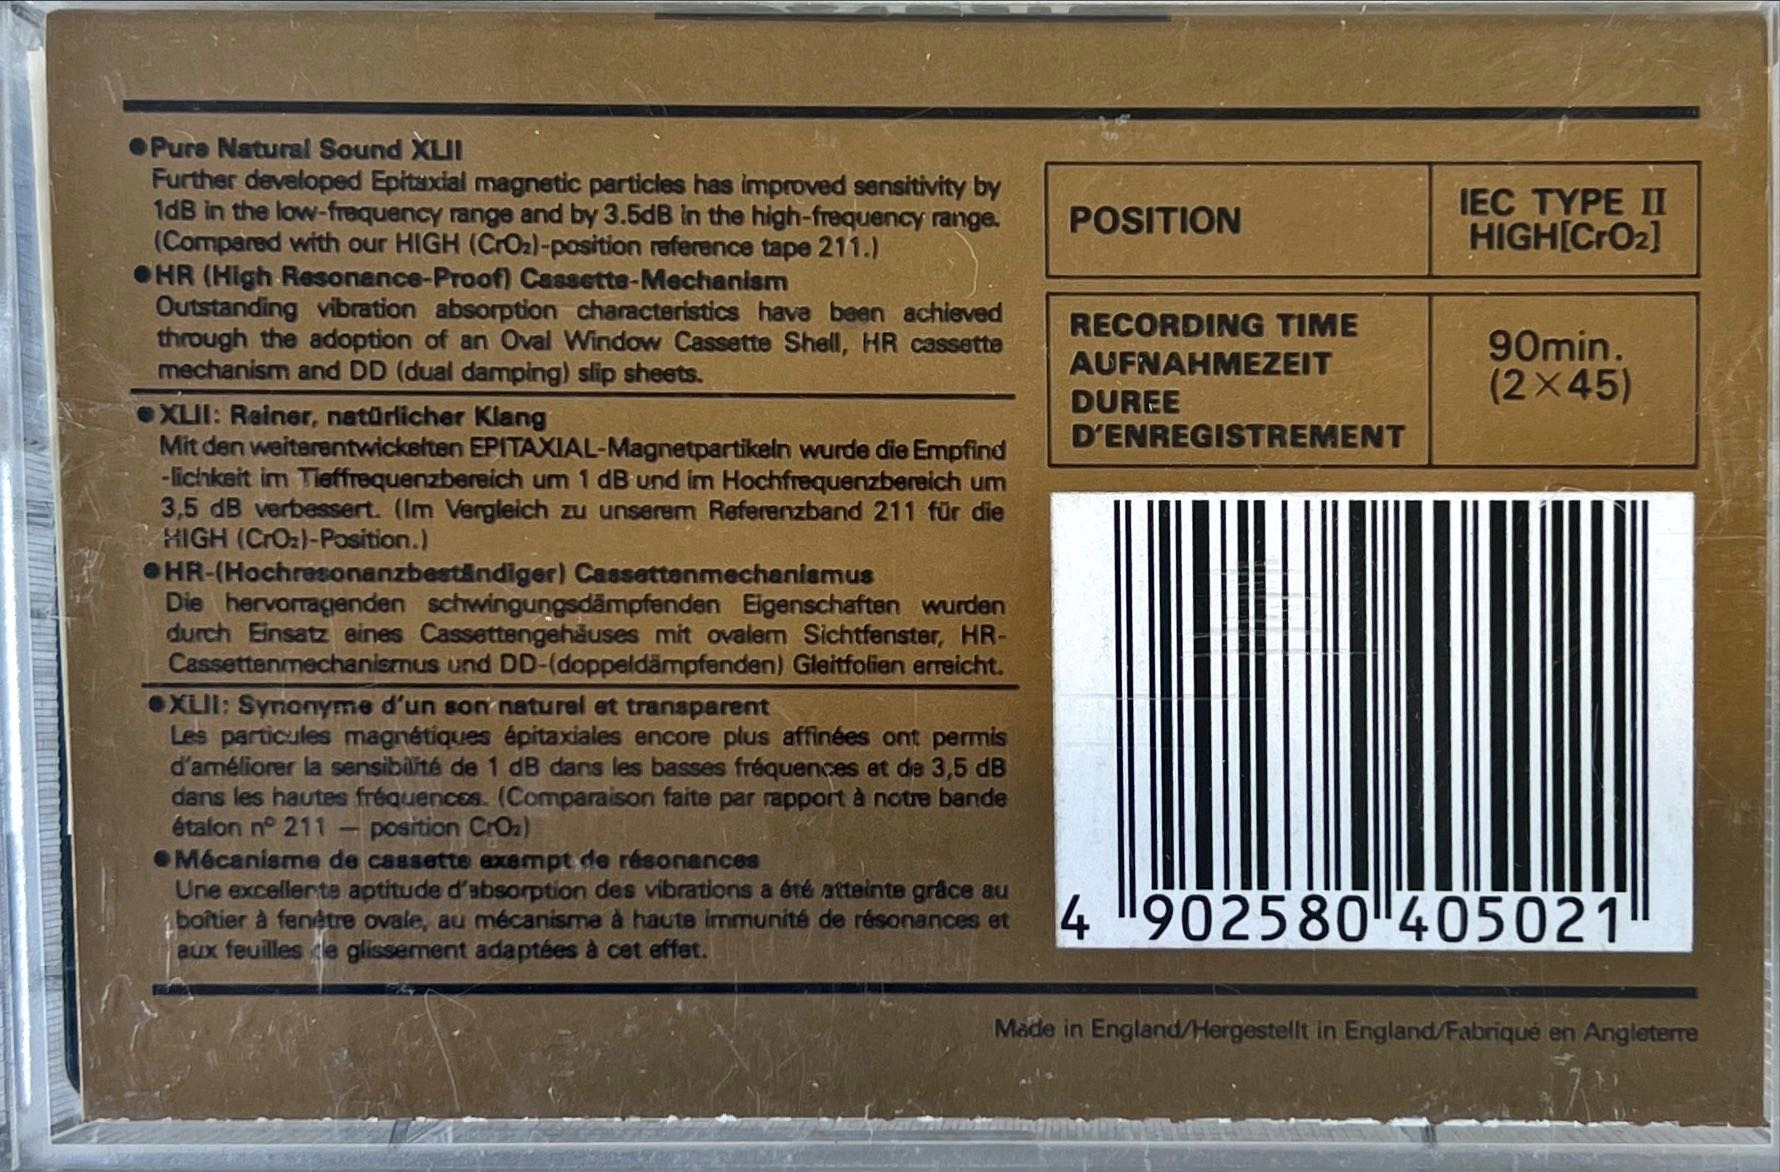 ●Pure Natural Sound XLII
Further developed Epitaxial magnetic particles has improved sensitivity by
1dB in the low-frequency range and by 3.5dB in the high-frequency range.
(Compared with our HIGH (CrO₂)-position reference tape 211.)
●HR (High Resonance-Proof) Cassette-Mechanism
Outstanding vibration absorption characteristics have been achieved
through the adoption of an Oval Window Cassette Shell, HR cassette
mechanism and DD (dual damping) slip sheets.
●XLII: Reiner, natürlicher Klang
Mit den weiterentwickelten EPITAXIAL-Magnetpartikeln wurde die Empfind
-lichkeit im Tieffrequenzbereich um 1 dB und im Hochfrequenzbereich um
3,5 dB verbessert. (Im Vergleich zu unserem Referenzband 211 für die
HIGH (CrO₂)-Position.)
●HR-(Hochresonanzbeständiger) Cassettenmechanismus
Die hervorragenden schwingungsdämpfenden Eigenschaften wurden
durch Einsatz eines Cassettengehäuses mit ovalem Sichtfenster, HR-
Cassettenmechanismus und DD-(doppeldämpfenden) Gleitfolien erreicht.
●XLII: Synonyme d'un son naturel et transparent
Les particules magnétiques épitaxiales encore plus affinées ont permis
d'améliorer la sensibilité de 1 dB dans les basses fréquences et de 3,5 dB
dans les hautes fréquences. (Comparaison faite par rapport à notre bande
étalon nº 211 — position CrO₂)
●Mécanisme de cassette exempt de résonances
Une excellente aptitude d'absorption des vibrations a été atteinte grâce au
boîtier à fenêtre ovale, au mécanisme à haute immunité de résonances et
aux feuilles de glissement adaptées à cet effet.
POSITION
IEC TYPE II
HIGH[CrO₂]
RECORDING TIME
AUFNAHMEZEIT
DUREE
D'ENREGISTREMENT
90min.
(2×45)
4 902580 405021
Made in England/Hergestellt in England/Fabriqué en Angleterre